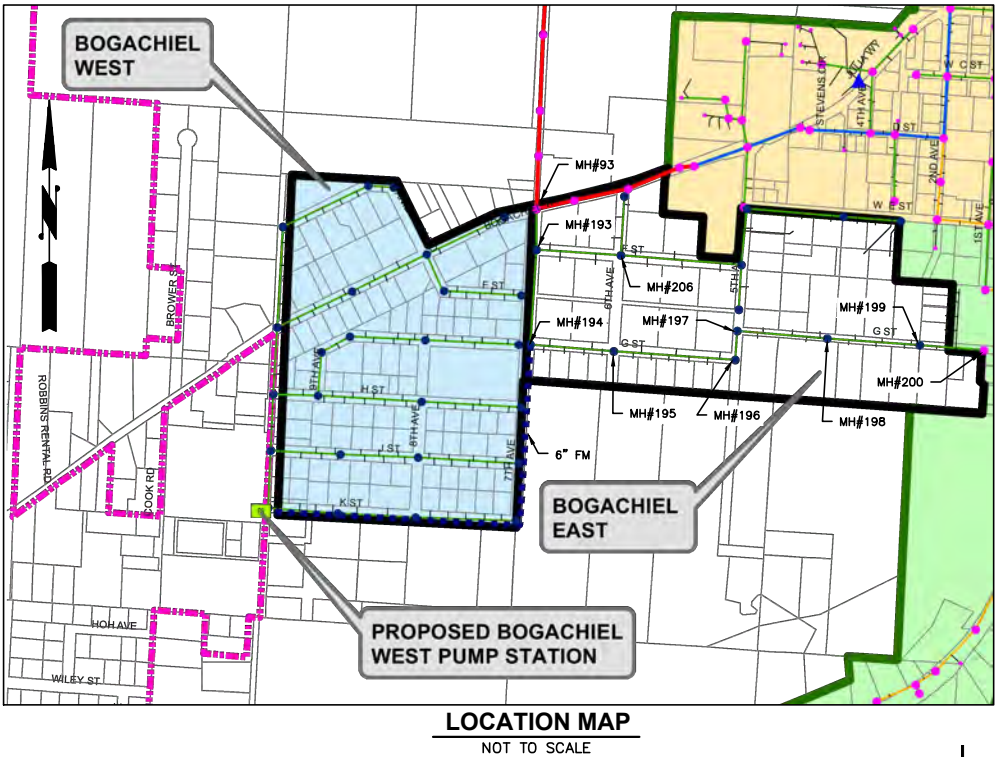 BOGACHIEL
WEST
N
JULIA WY
STEVENS CIR
4TH AVE
W C ST
D ST
2ND AVE
W E ST
1ST AVE
MH#93
MH#193
F ST
6TH AVE
MH#206
5TH A
BROWER ST
F ST
MH#194
MH#197
MH#199
G ST
G ST
MH#200
9TH AVE
H ST
8TH AVE
I ST
7TH AVE
MH#195
MH#196
MH#198
6" FM
ROBBINS RENTAL RD
COOK RD
K ST
BOGACHIEL
EAST
PROPOSED BOGACHIEL
WEST PUMP STATION
HOH AVE
WILEY ST
LOCATION MAP
NOT TO SCALE